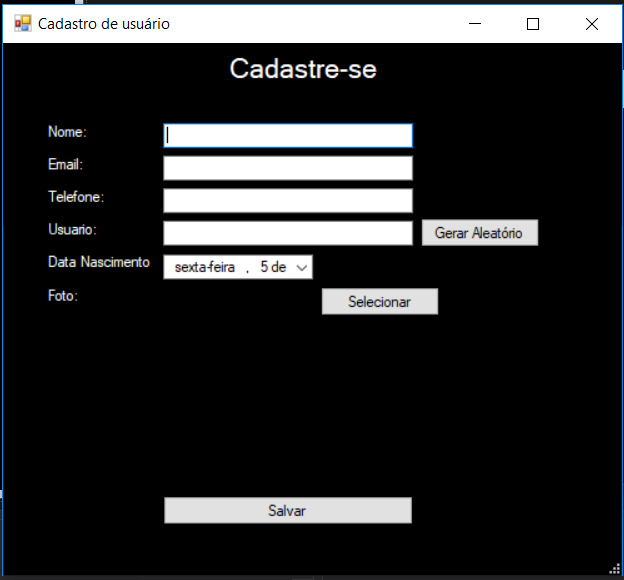 Cadastro de usuário
Cadastre-se
Nome:
Email:
Telefone:
Usuario:
Gerar Aleatório
Data Nascimento
sexta-feira , 5 de
Foto:
Selecionar
Salvar